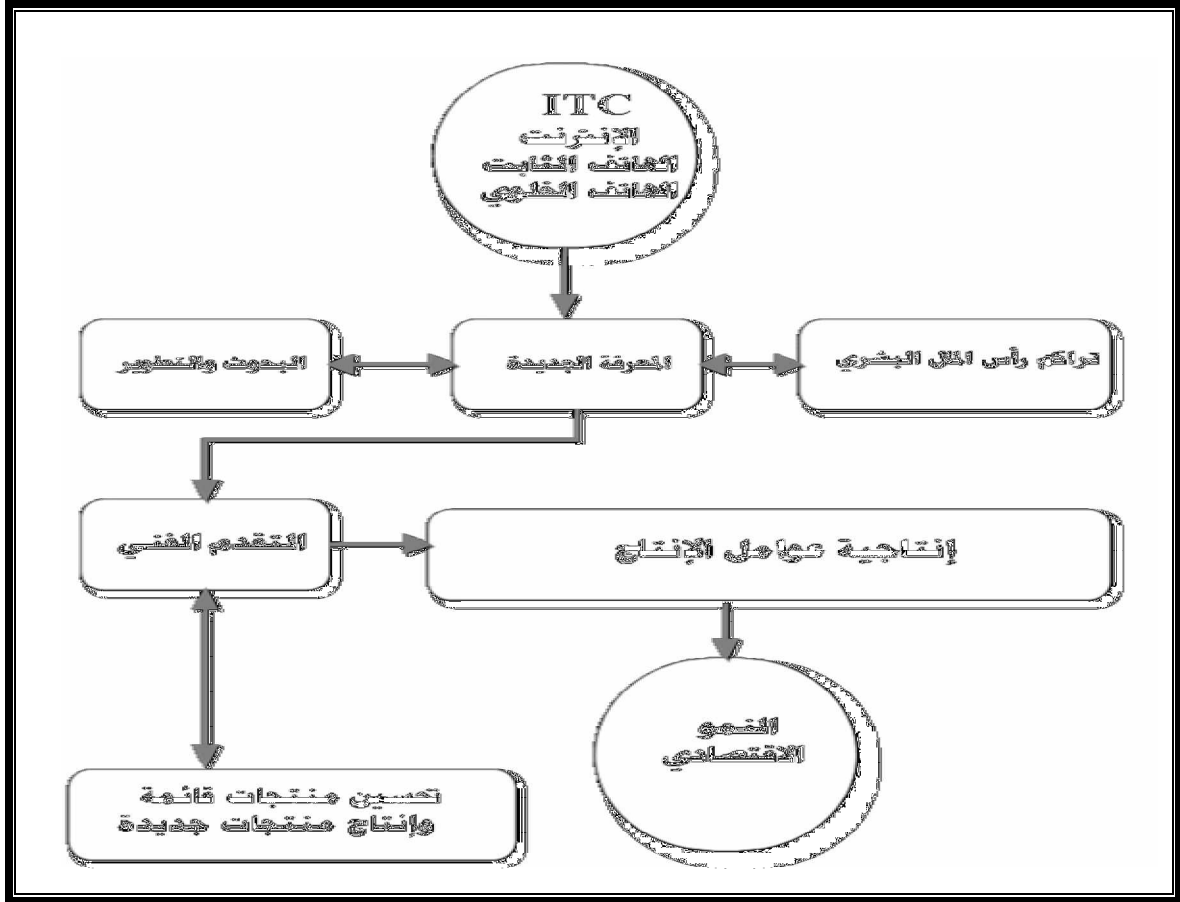 ITC
الإنترنت
الهاتف الثابت
الهاتف الخلوي
تراكم رأس المال البشري
المعرفة الجديدة
البحوث والتطوير
التقدم الفني
إنتاجية عوامل الإنتاج
النمو
الاقتصادي
تحسين منتجات قائمة
وإنتاج منتجات جديدة